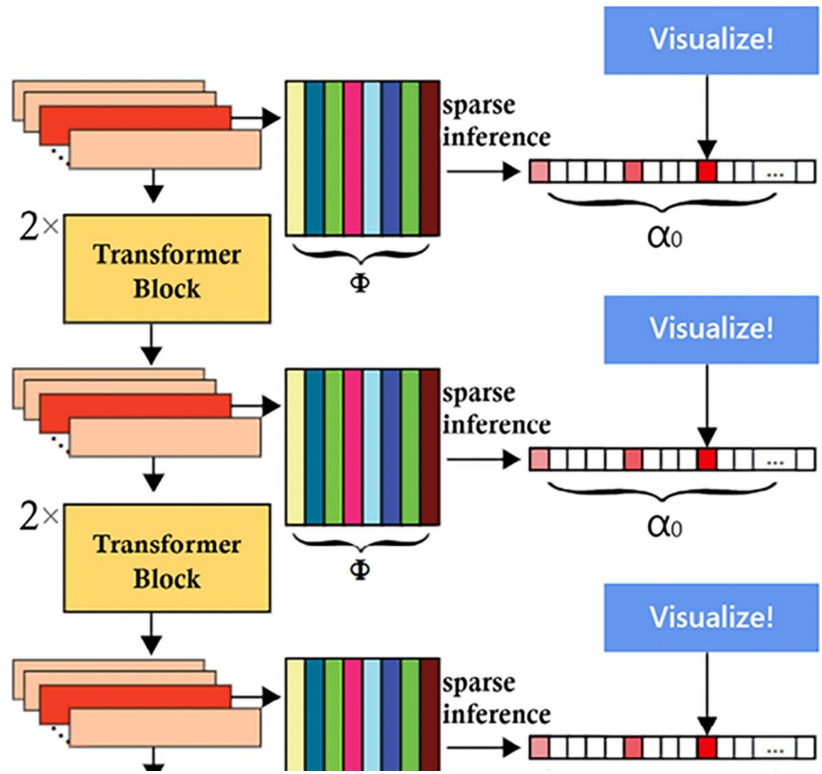 Visualize!
sparse
inference
...
α₀
2×
Transformer
Block
Φ
Visualize!
sparse
inference
...
α₀
2×
Transformer
Block
Φ
Visualize!
sparse
inference
...